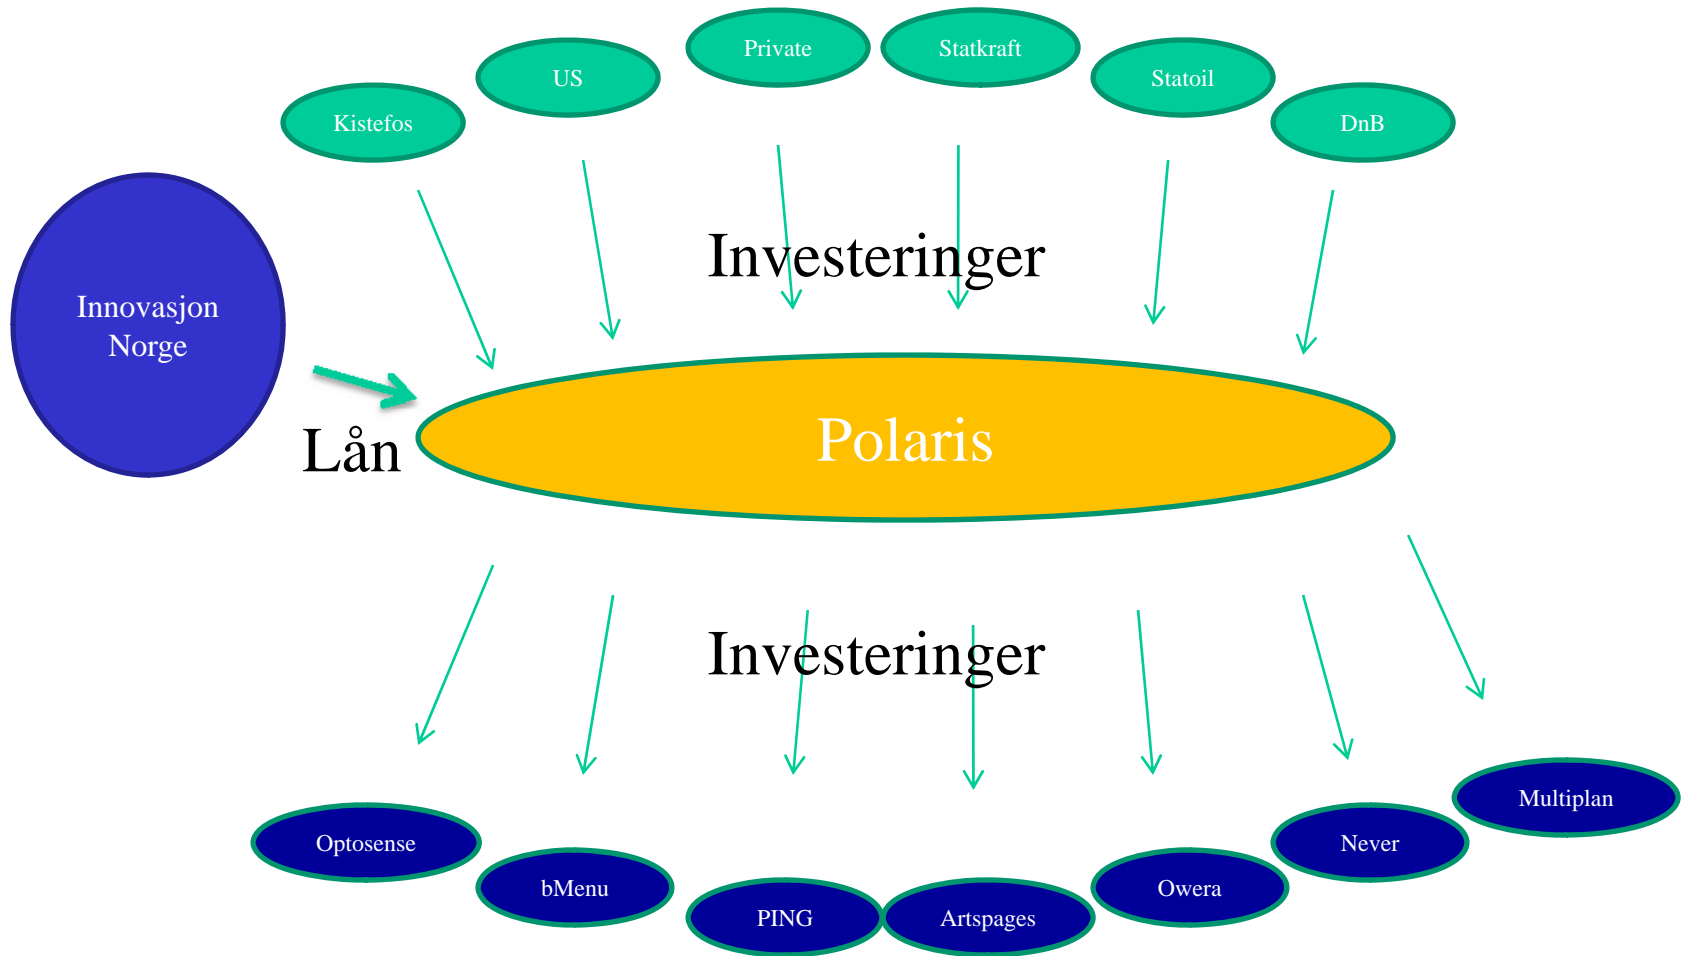 Private
Statkraft
US
Statoil
Kistefos
DnB
Investeringer
Innovasjon
Norge
Lån
Polaris
Investeringer
Multiplan
Optosense
Never
bMenu
Owera
PING
Artspages